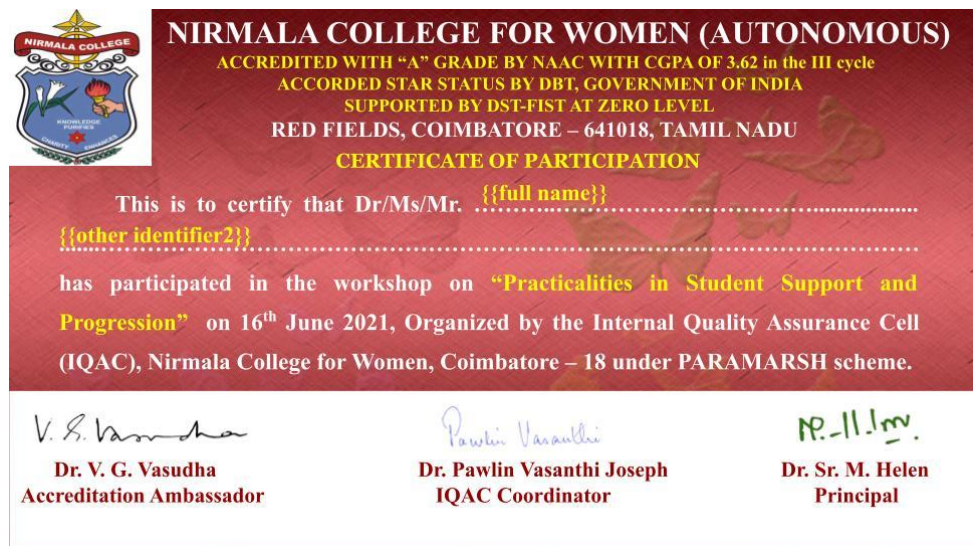 NIRMALA COLLEGE
KNOWLEDGE
PURIFIES
CHARITY ENHANCES
NIRMALA COLLEGE FOR WOMEN (AUTONOMOUS)
ACCREDITED WITH “A” GRADE BY NAAC WITH CGPA OF 3.62 in the III cycle
ACCORDED STAR STATUS BY DBT, GOVERNMENT OF INDIA
SUPPORTED BY DST-FIST AT ZERO LEVEL
RED FIELDS, COIMBATORE – 641018, TAMIL NADU
CERTIFICATE OF PARTICIPATION
This is to certify that Dr/Ms/Mr. {{full name}}
{{other identifier2}}
has participated in the workshop on “Practicalities in Student Support and
Progression” on 16th June 2021, Organized by the Internal Quality Assurance Cell
(IQAC), Nirmala College for Women, Coimbatore – 18 under PARAMARSH scheme.
V. G. Vasudha Pawlin Vasanthi
Dr. V. G. Vasudha Dr. Pawlin Vasanthi Joseph Dr. Sr. M. Helen
Accreditation Ambassador IQAC Coordinator Principal